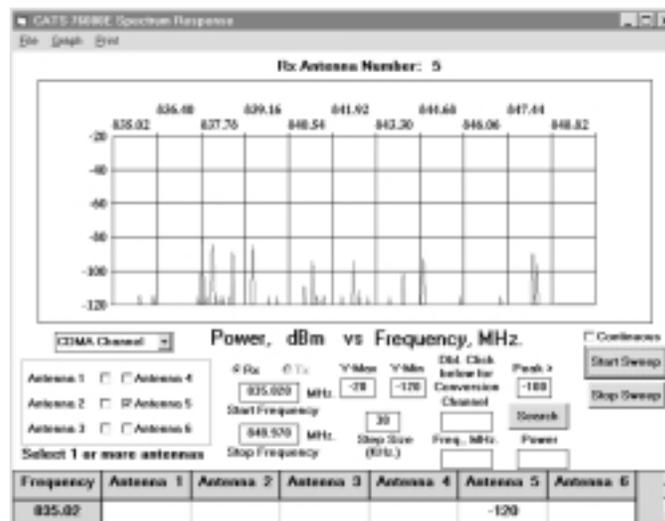 CATS 76000E Spectrum Response
File Graph Print
Rx Antenna Number: 5
836.40 839.16 841.92 844.68 847.44
835.02 837.78 840.54 843.30 846.06 848.82
-20
-40
-60
-80
-100
-120
CDMA Channel
Power, dBm vs Frequency, MHz.
Continuous
Start Sweep
Stop Sweep
Antenna 1 Antenna 4
Antenna 2 Antenna 5
Antenna 3 Antenna 6
Select 1 or more antennas
Rx Tx
835.020 MHz.
Start Frequency
848.970 MHz.
Stop Frequency
Y-Max Y-Min
-20 -120
30
Step Size
(KHz.)
Dbl. Click
below for
Conversion
Channel
Freq., MHz.
Peak >
-100
Search
Power
Frequency Antenna 1 Antenna 2 Antenna 3 Antenna 4 Antenna 5 Antenna 6
835.02 -120